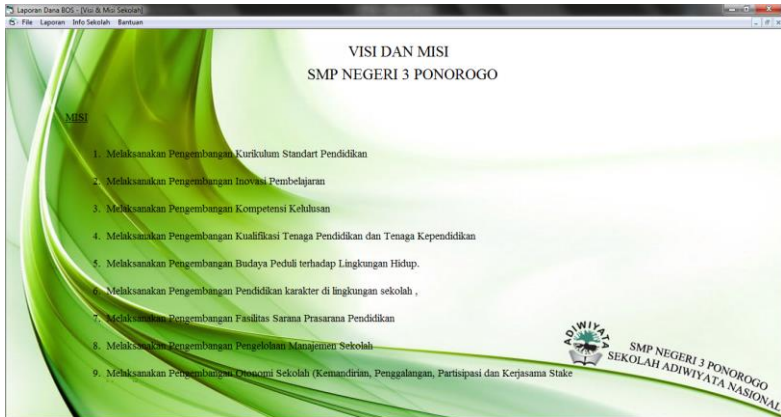 Laporan Dana BOS - [Visi & Misi Sekolah]
File Laporan Info Sekolah Bantuan
VISI DAN MISI
SMP NEGERI 3 PONOROGO
MISI
1. Melaksanakan Pengembangan Kurikulum Standart Pendidikan
2. Melaksanakan Pengembangan Inovasi Pembelajaran
3. Melaksanakan Pengembangan Kompetensi Kelulusan
4. Melaksanakan Pengembangan Kualifikasi Tenaga Pendidikan dan Tenaga Kependidikan
5. Melaksanakan Pengembangan Budaya Peduli terhadap Lingkungan Hidup.
6. Melaksanakan Pengembangan Pendidikan karakter di lingkungan sekolah ,
7. Melaksanakan Pengembangan Fasilitas Sarana Prasarana Pendidikan
8. Melaksanakan Pengembangan Pengelolaan Manajemen Sekolah
9. Melaksanakan Pengembangan Otonomi Sekolah (Kemandirian, Penggalangan, Partisipasi dan Kerjasama Stake
ADIWIYATA
SMP NEGERI 3 PONOROGO
SEKOLAH ADIWIYATA NASIONAL